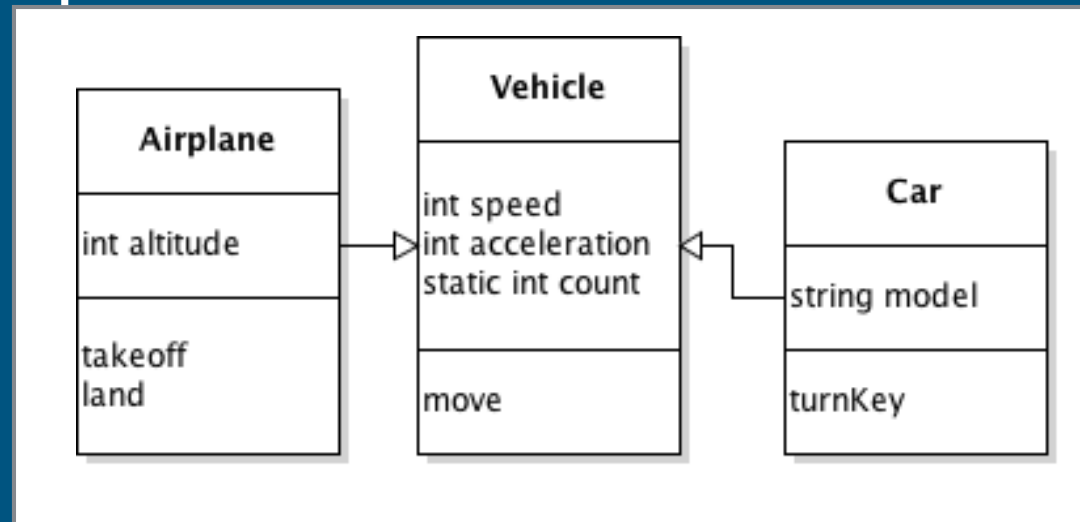 Airplane
int altitude
takeoff
land
Vehicle
int speed
int acceleration
static int count
move
Car
string model
turnKey